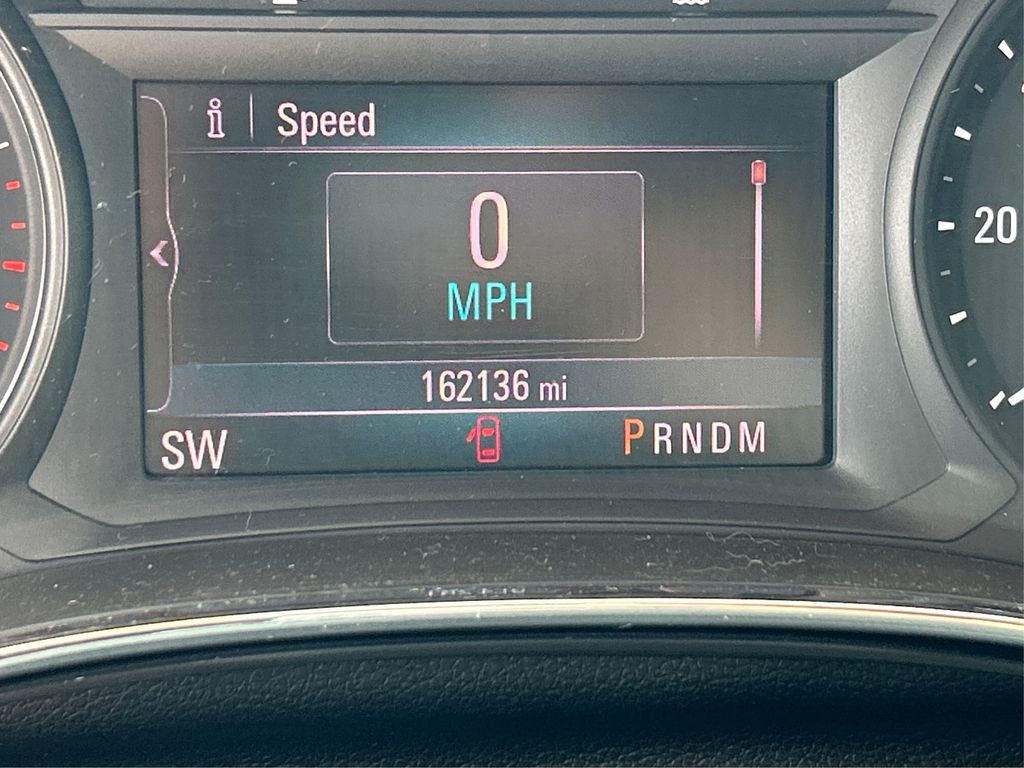 i Speed
0
MPH
20
162136 mi
SW PRNDM